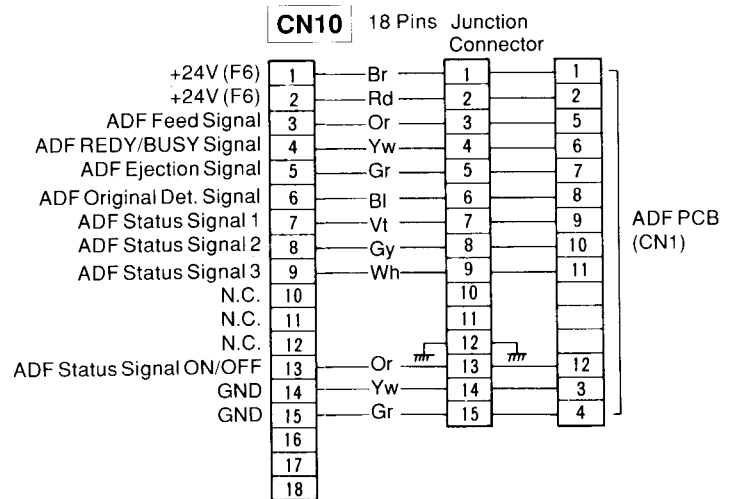 CN10 18 Pins Junction
Connector
+24V (F6) 1 Br 1 1
+24V (F6) 2 Rd 2 2
ADF Feed Signal 3 Or 3 5
ADF REDY/BUSY Signal 4 Yw 4 6
ADF Ejection Signal 5 Gr 5 7
ADF Original Det. Signal 6 Bl 6 8
ADF Status Signal 1 7 Vt 7 9
ADF Status Signal 2 8 Gy 8 10
ADF Status Signal 3 9 Wh 9 11
ADF PCB
(CN1)
N.C. 10 10
N.C. 11 11
N.C. 12 12
ADF Status Signal ON/OFF 13 Or 13 12
GND 14 Yw 14 3
GND 15 Gr 15 4
16
17
18